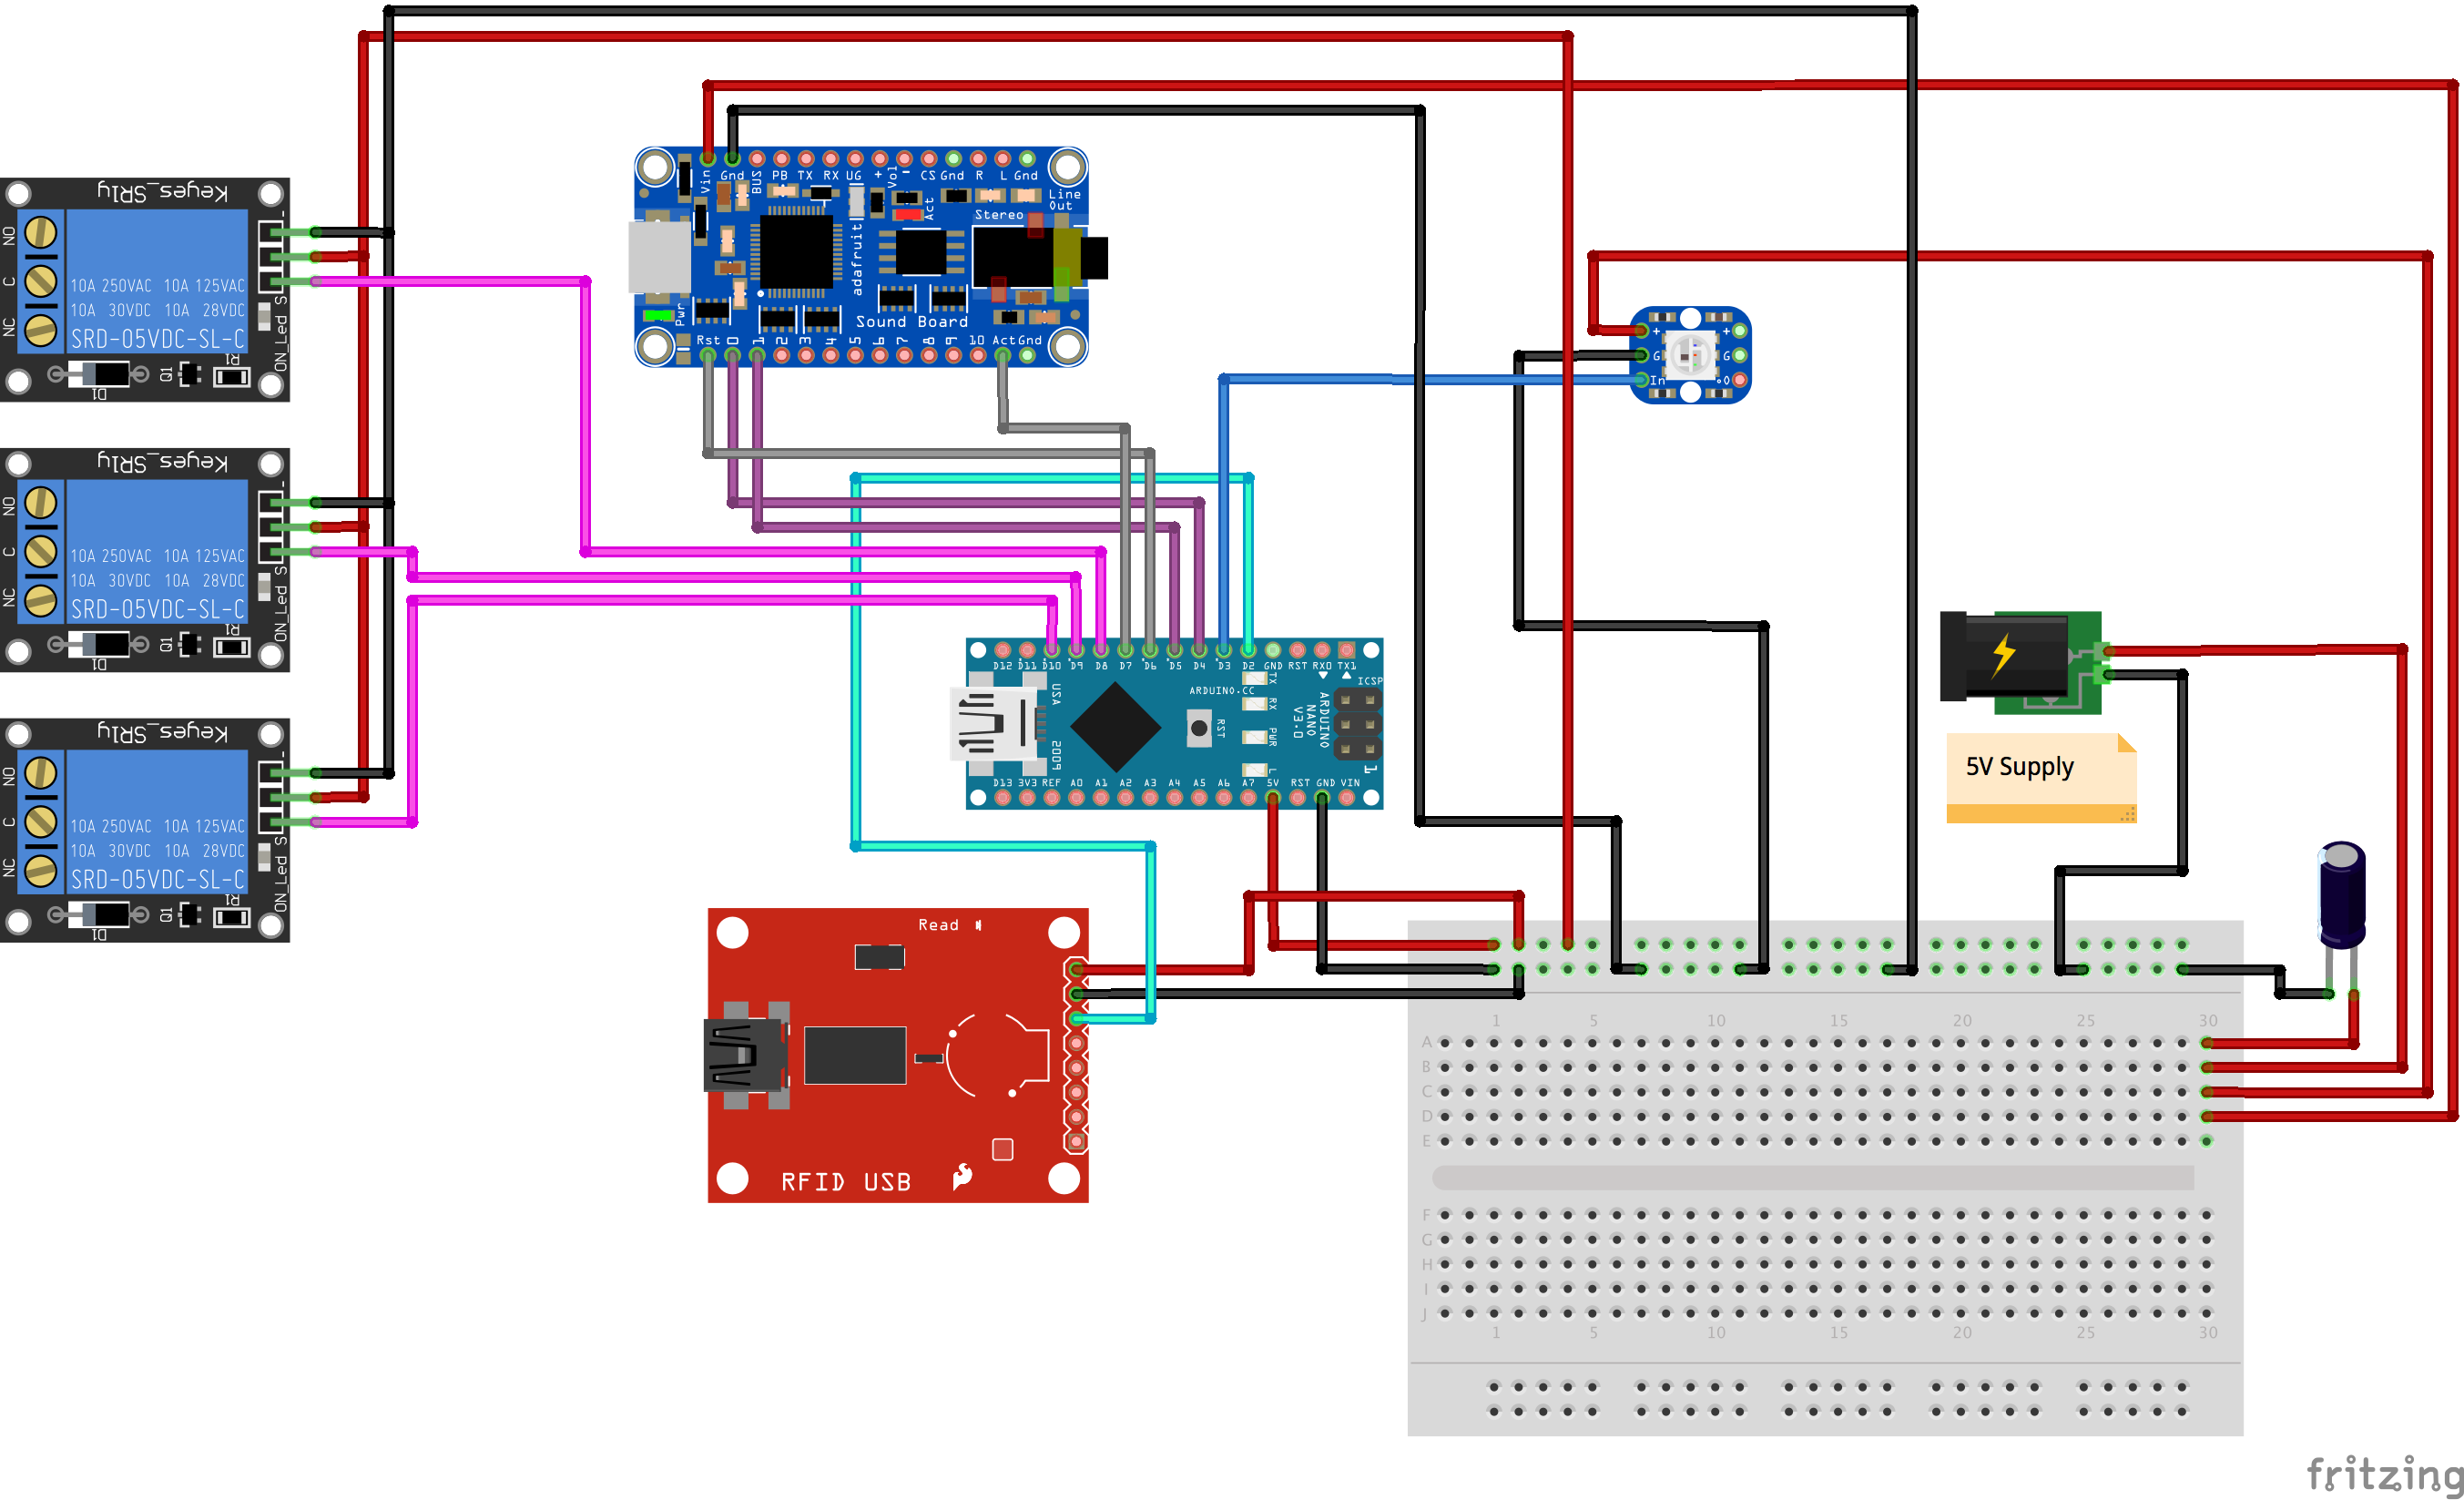 Keyes_SR1y
NO
C
NC
10A 250VAC 10A 125VAC
10A 30VDC 10A 28VDC
SRD-05VDC-SL-C
-
S
ON_Led
D1
Q1
R1
Keyes_SR1y
NO
C
NC
10A 250VAC 10A 125VAC
10A 30VDC 10A 28VDC
SRD-05VDC-SL-C
-
S
ON_Led
D1
Q1
R1
Keyes_SR1y
NO
C
NC
10A 250VAC 10A 125VAC
10A 30VDC 10A 28VDC
SRD-05VDC-SL-C
-
S
ON_Led
D1
Q1
R1
Vin Gnd BUS PB TX RX UG + Vol - CS Gnd R L Gnd
Line
Out
Act
Stereo
adafruit
Pwr
Sound Board
Rst 0 1 2 3 4 5 6 7 8 9 10 Act Gnd
+ +
G G
In O
D12 D11 D10 D9 D8 D7 D6 D5 D4 D3 D2 GND RST RX0 TX1
USA
TX
RX
PWR
L
ARDUINO.CC
RST
ARDUINO
NANO
V3.0
ICSP
1
D13 3V3 REF A0 A1 A2 A3 A4 A5 A6 A7 5V RST GND VIN
5V Supply
Read
RFID USB
1 5 10 15 20 25 30
A
B
C
D
E
F
G
H
I
J
1 5 10 15 20 25 30
fritzing